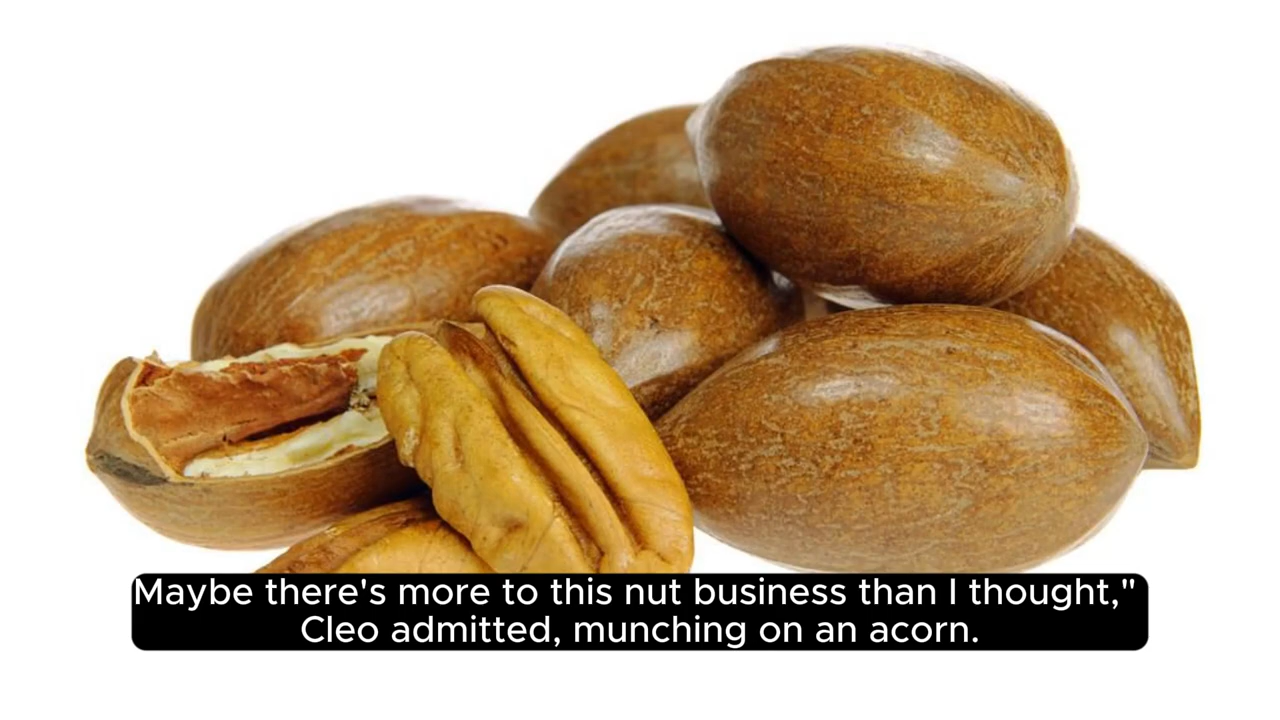 Maybe there's more to this nut business than I thought,"
Cleo admitted, munching on an acorn.